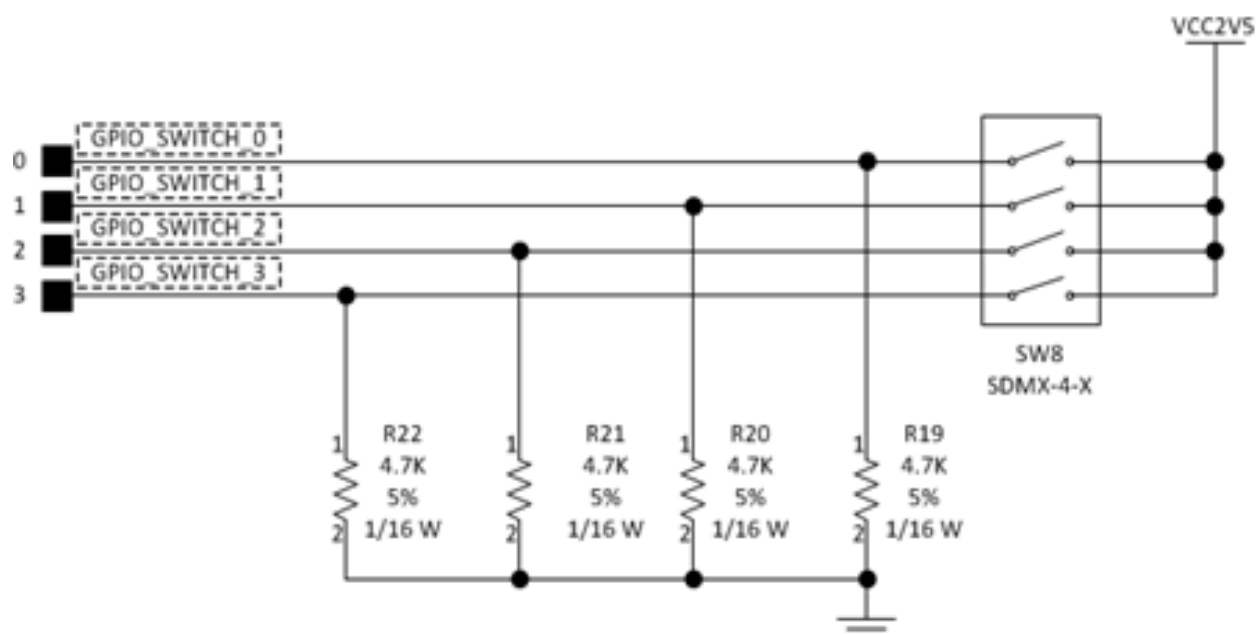 VCC2V5
0 GPIO_SWITCH_0
1 GPIO_SWITCH_1
2 GPIO_SWITCH_2
3 GPIO_SWITCH_3
SW8
SDMX-4-X
1 R22
4.7K
5%
2 1/16 W
1 R21
4.7K
5%
1/16 W
2
1 R20
4.7K
5%
2 1/16 W
1 R19
4.7K
5%
2 1/16 W